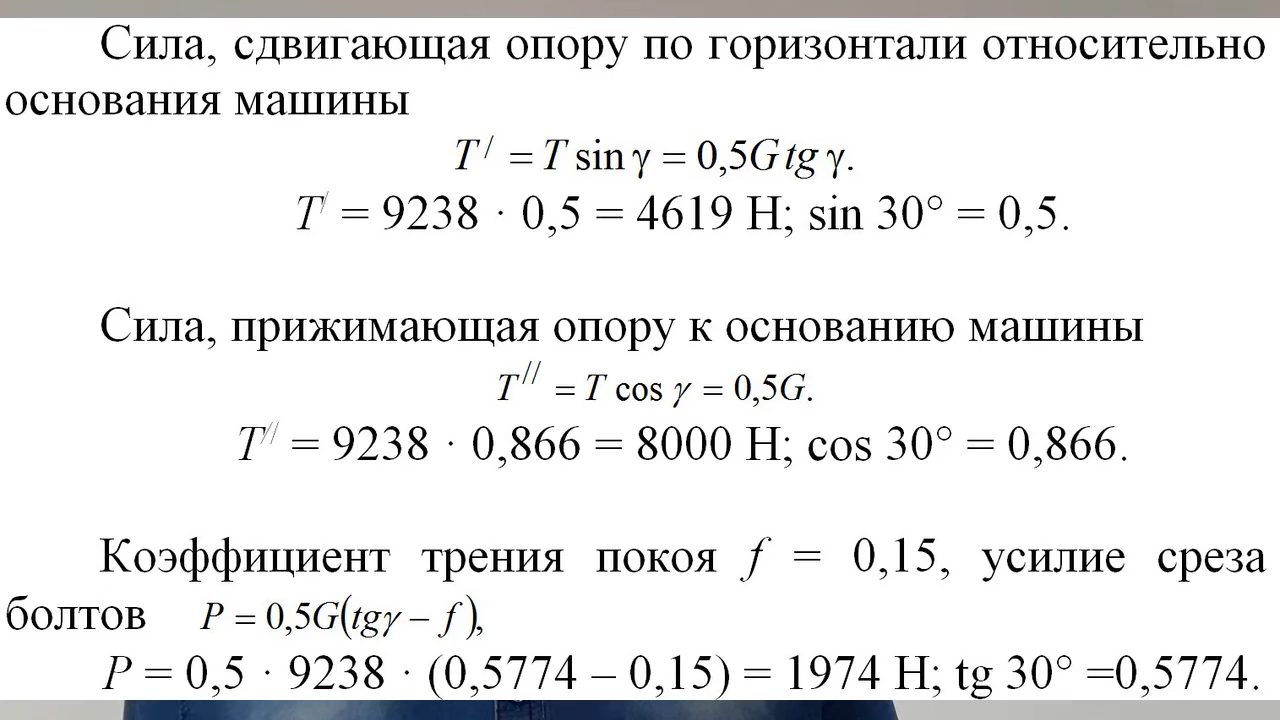 Сила, сдвигающая опору по горизонтали относительно
основания машины
T/ = T sin γ = 0,5G tg γ.
T/ = 9238 · 0,5 = 4619 Н; sin 30° = 0,5.
Сила, прижимающая опору к основанию машины
T// = T cos γ = 0,5G.
T// = 9238 · 0,866 = 8000 Н; cos 30° = 0,866.
Коэффициент трения покоя f = 0,15, усилие среза
болтов P = 0,5G(tgγ – f),
P = 0,5 · 9238 · (0,5774 – 0,15) = 1974 Н; tg 30° =0,5774.